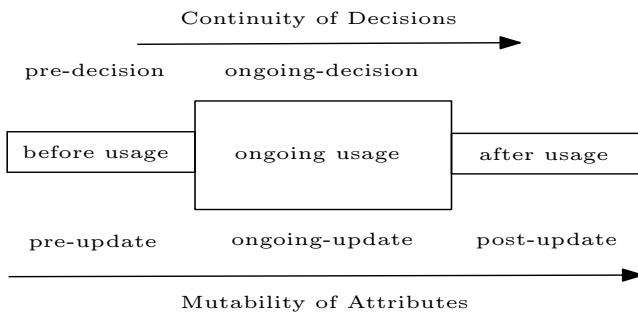 Continuity of Decisions
pre-decision ongoing-decision
before usage ongoing usage after usage
pre-update ongoing-update post-update
Mutability of Attributes